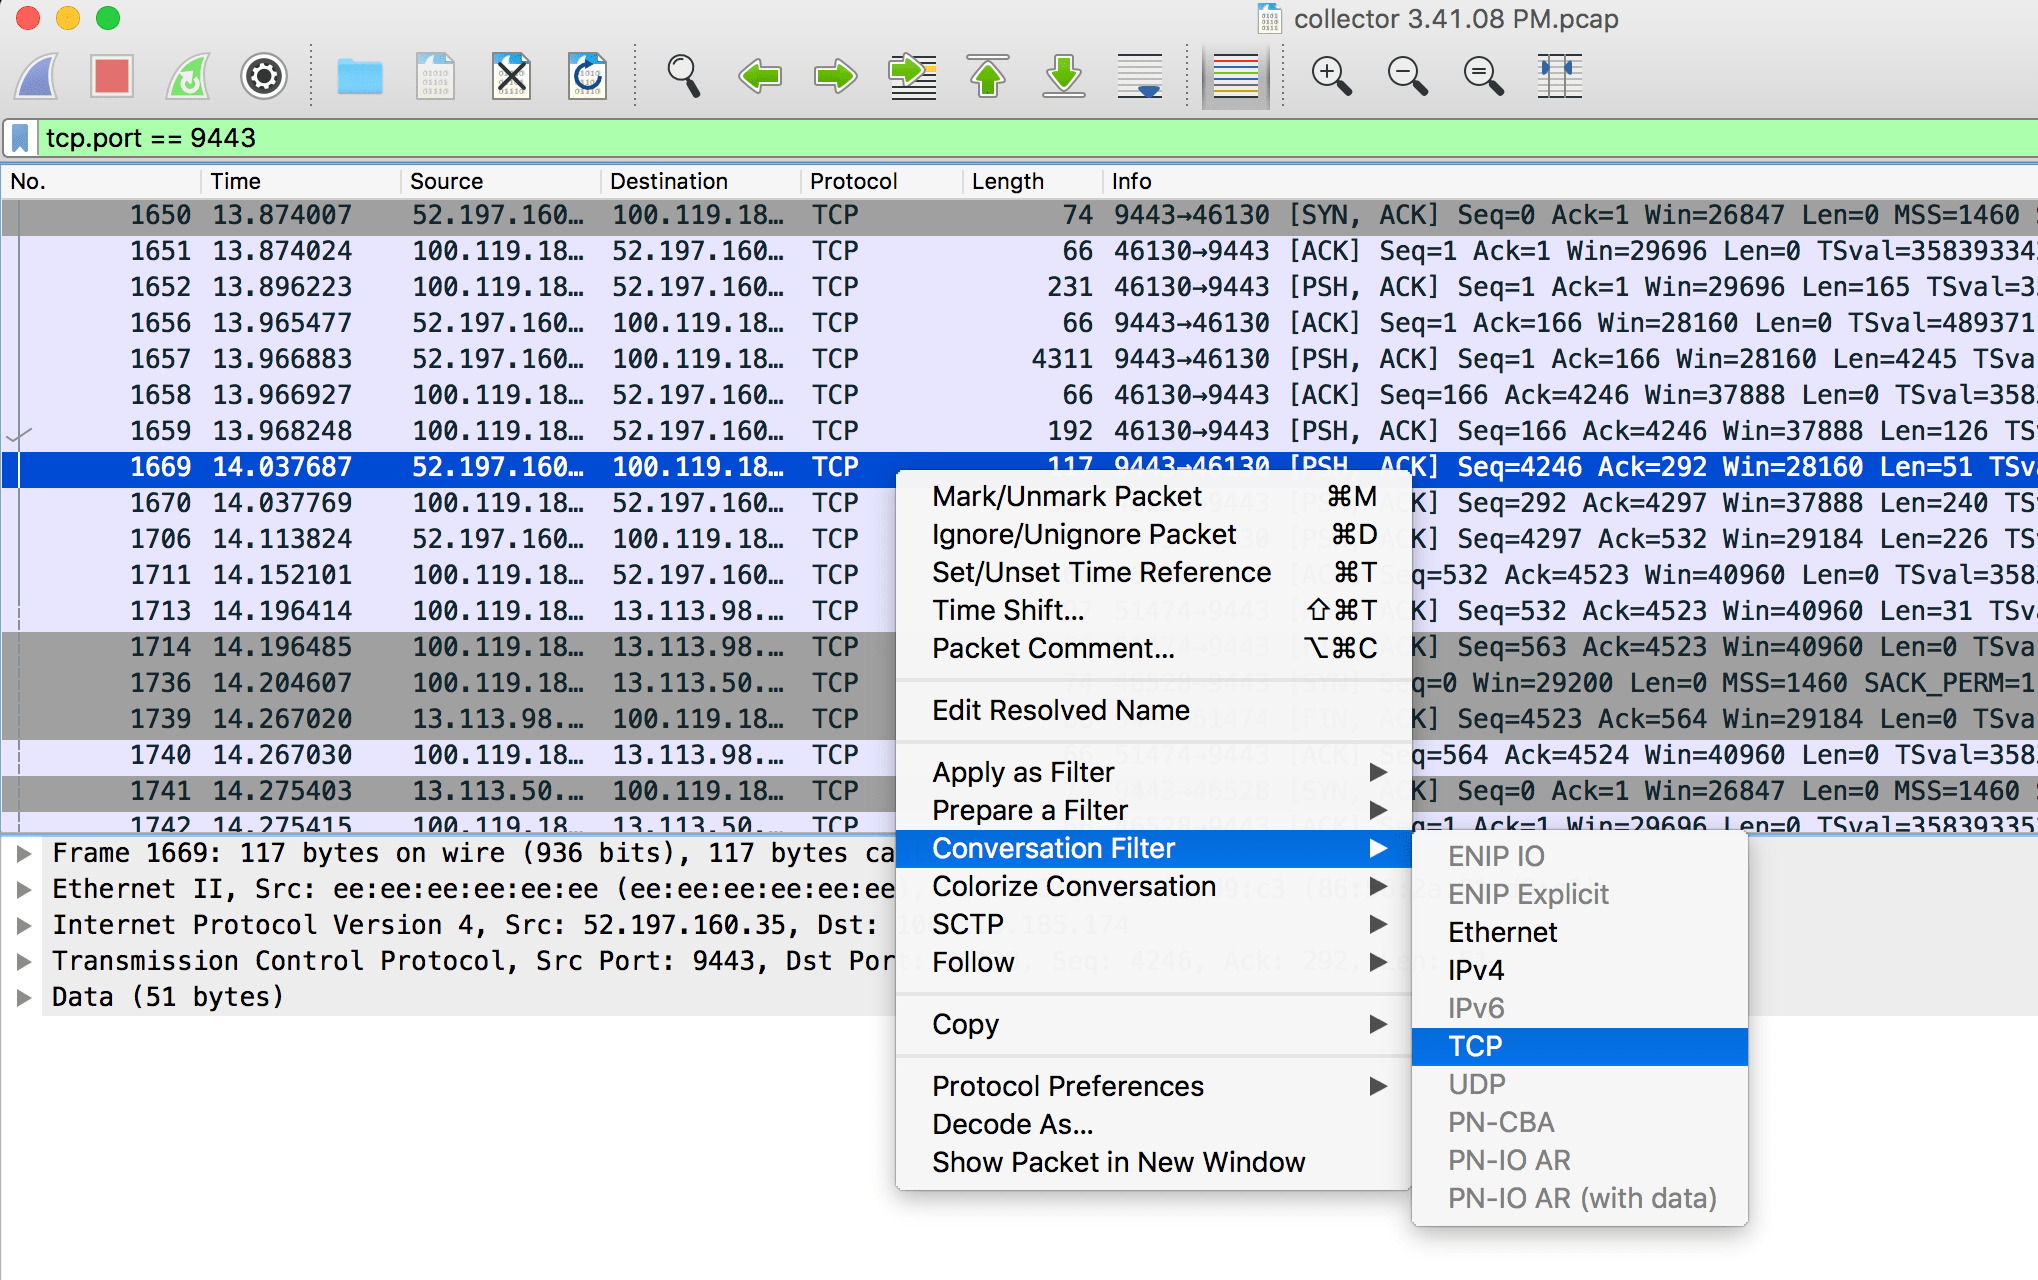 collector 3.41.08 PM.pcap
tcp.port == 9443
No. Time Source Destination Protocol Length Info
1650 13.874007 52.197.160… 100.119.18… TCP 74 9443→46130 [SYN, ACK] Seq=0 Ack=1 Win=26847 Len=0 MSS=1460
1651 13.874024 100.119.18… 52.197.160… TCP 66 46130→9443 [ACK] Seq=1 Ack=1 Win=29696 Len=0 TSval=358393342
1652 13.896223 100.119.18… 52.197.160… TCP 231 46130→9443 [PSH, ACK] Seq=1 Ack=1 Win=29696 Len=165 TSval=3
1656 13.965477 52.197.160… 100.119.18… TCP 66 9443→46130 [ACK] Seq=1 Ack=166 Win=28160 Len=0 TSval=489371
1657 13.966883 52.197.160… 100.119.18… TCP 4311 9443→46130 [PSH, ACK] Seq=1 Ack=166 Win=28160 Len=4245 TSva
1658 13.966927 100.119.18… 52.197.160… TCP 66 46130→9443 [ACK] Seq=166 Ack=4246 Win=37888 Len=0 TSval=358
1659 13.968248 100.119.18… 52.197.160… TCP 192 46130→9443 [PSH, ACK] Seq=166 Ack=4246 Win=37888 Len=126 TS
1669 14.037687 52.197.160… 100.119.18… TCP 117 9443→46130 [PSH, ACK] Seq=4246 Ack=292 Win=28160 Len=51 TSv
1670 14.037769 100.119.18… 52.197.160… TCP K] Seq=292 Ack=4297 Win=37888 Len=240 TS
1706 14.113824 52.197.160… 100.119.18… TCP K] Seq=4297 Ack=532 Win=29184 Len=226 TS
1711 14.152101 100.119.18… 52.197.160… TCP q=532 Ack=4523 Win=40960 Len=0 TSval=358
1713 14.196414 100.119.18… 13.113.98.… TCP K] Seq=532 Ack=4523 Win=40960 Len=31 TSv
1714 14.196485 100.119.18… 13.113.98.… TCP K] Seq=563 Ack=4523 Win=40960 Len=0 TSva
1736 14.204607 100.119.18… 13.113.50.… TCP q=0 Win=29200 Len=0 MSS=1460 SACK_PERM=1
1739 14.267020 13.113.98.… 100.119.18… TCP K] Seq=4523 Ack=564 Win=29184 Len=0 TSva
1740 14.267030 100.119.18… 13.113.98.… TCP q=564 Ack=4524 Win=40960 Len=0 TSval=358
1741 14.275403 13.113.50.… 100.119.18… TCP K] Seq=0 Ack=1 Win=26847 Len=0 MSS=1460
1742 14.275415 100.119.18… 13.113.50.… TCP q=1 Ack=1 Win=29696 Len=0 TSval=35839335
Frame 1669: 117 bytes on wire (936 bits), 117 bytes ca
Ethernet II, Src: ee:ee:ee:ee:ee:ee (ee:ee:ee:ee:ee:ee
Internet Protocol Version 4, Src: 52.197.160.35, Dst:
Transmission Control Protocol, Src Port: 9443, Dst Por
Data (51 bytes)
Mark/Unmark Packet ⌘M
Ignore/Unignore Packet ⌘D
Set/Unset Time Reference ⌘T
Time Shift... ⇧⌘T
Packet Comment... ⌥⌘C
Edit Resolved Name
Apply as Filter
Prepare a Filter
Conversation Filter
Colorize Conversation
SCTP
Follow
Copy
Protocol Preferences
Decode As...
Show Packet in New Window
ENIP IO
ENIP Explicit
Ethernet
IPv4
IPv6
TCP
UDP
PN-CBA
PN-IO AR
PN-IO AR (with data)